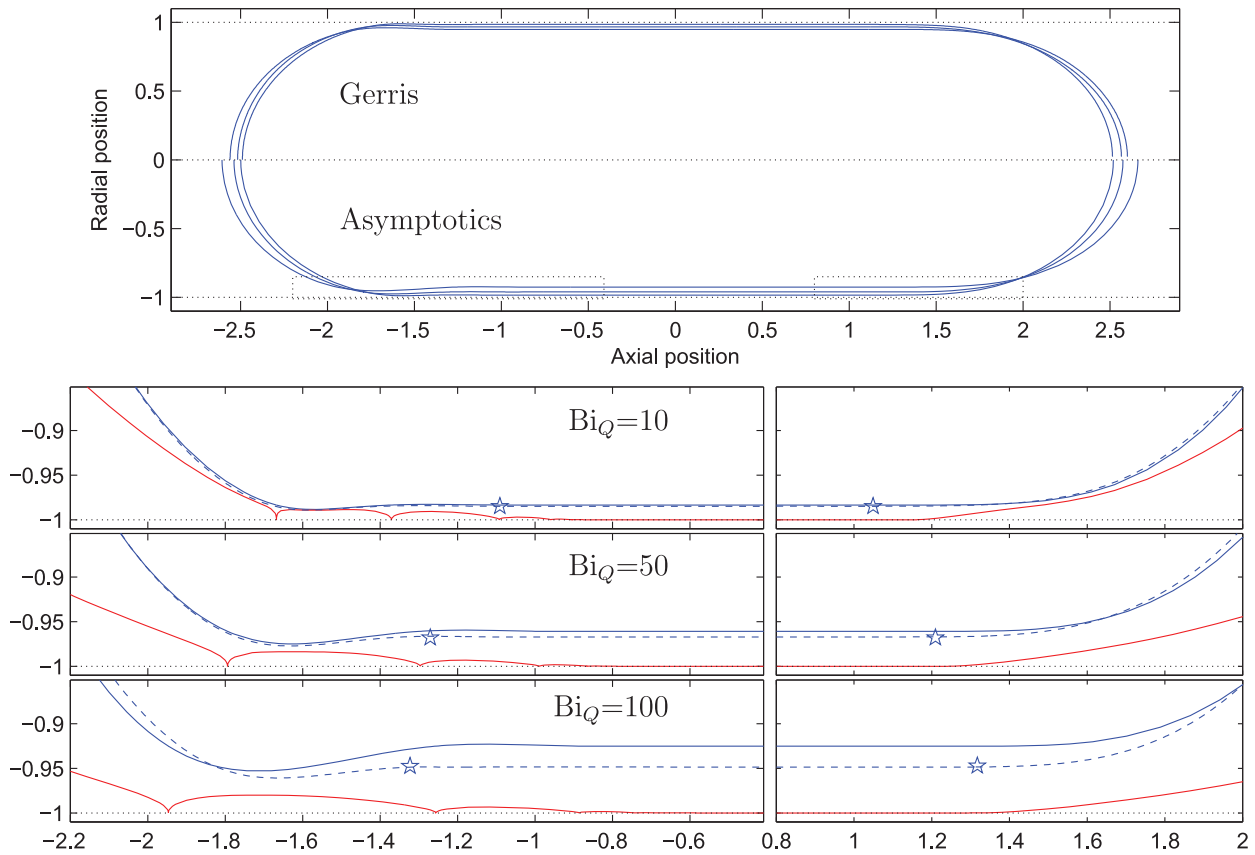 1
0.5
0
−0.5
−1
Radial position
Gerris
Asymptotics
−2.5 −2 −1.5 −1 −0.5 0 0.5 1 1.5 2 2.5
Axial position
−0.9
−0.95
−1
BiQ=10
−0.9
−0.95
−1
BiQ=50
−0.9
−0.95
−1
BiQ=100
−2.2 −2 −1.8 −1.6 −1.4 −1.2 −1 −0.8 −0.6 0.8 1 1.2 1.4 1.6 1.8 2